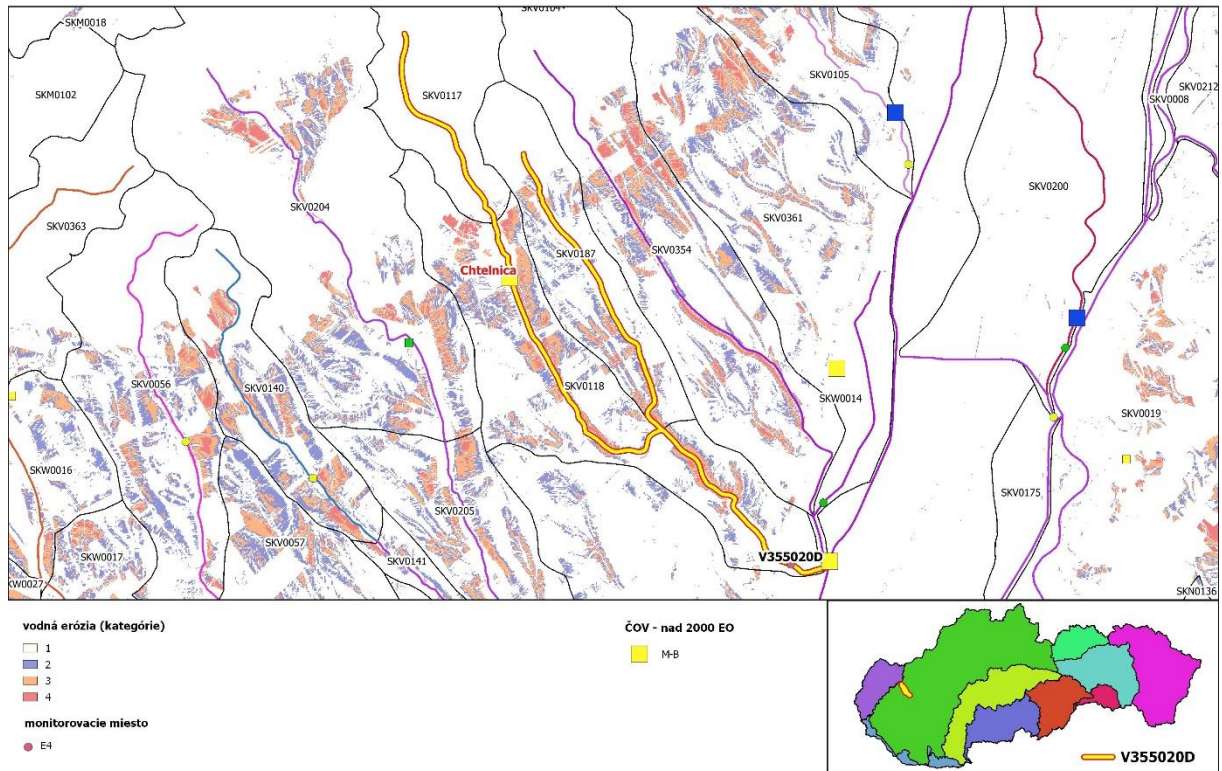 SKM0018
SKV0104
SKM0102
SKV0117
SKV0105
SKV0008
SKV0212
SKV0200
SKV0204
SKV0363
SKV0361
SKV0187
SKV0354
Chtelnica
SKV0056
SKV0140
SKV0118
SKW0014
SKV0019
SKW0016
SKV0175
SKV0205
SKV0057
SKW0017
SKV0141
V355020D
KW0027
SKN0136
vodná erózia (kategórie)
1
2
3
4
monitorovacie miesto
E4
ČOV - nad 2000 EO
M-B
V355020D